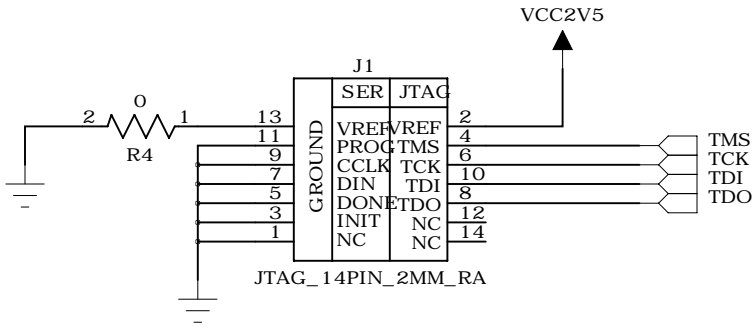 VCC2V5
J1
SER JTAG
2 0 1 13 VREF VREF 2
11 PROG TMS 4 TMS
R4 9 CCLK TCK 6 TCK
7 DIN TDI 10 TDI
5 DONE TDO 8 TDO
3 INIT NC 12
1 NC NC 14
GROUND
JTAG_14PIN_2MM_RA